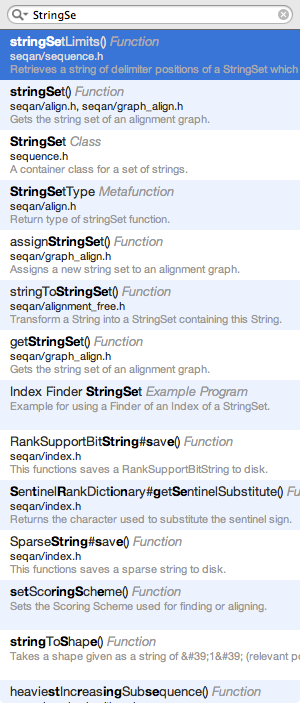 StringSe
stringSetLimits() Function
seqan/sequence.h
Retrieves a string of delimiter positions of a StringSet which
stringSet() Function
seqan/align.h, seqan/graph_align.h
Gets the string set of an alignment graph.
StringSet Class
sequence.h
A container class for a set of strings.
StringSetType Metafunction
seqan/align.h
Return type of stringSet function.
assignStringSet() Function
seqan/graph_align.h
Assigns a new string set to an alignment graph.
stringToStringSet() Function
seqan/alignment_free.h
Transform a String into a StringSet containing this String.
getStringSet() Function
seqan/graph_align.h
Gets the string set of an alignment graph.
Index Finder StringSet Example Program
Example for using a Finder of an Index of a StringSet.
RankSupportBitString#save() Function
seqan/index.h
This functions saves a RankSupportBitString to disk.
SentinelRankDictionary#getSentinelSubstitute() Fu
seqan/index.h
Returns the character used to substitute the sentinel sign.
SparseString#save() Function
seqan/index.h
This functions saves a sparse string to disk.
setScoringScheme() Function
Sets the Scoring Scheme used for finding or aligning.
stringToShape() Function
Takes a shape given as a string of &#39;1&#39; (relevant po
heaviestIncreasingSubsequence() Function